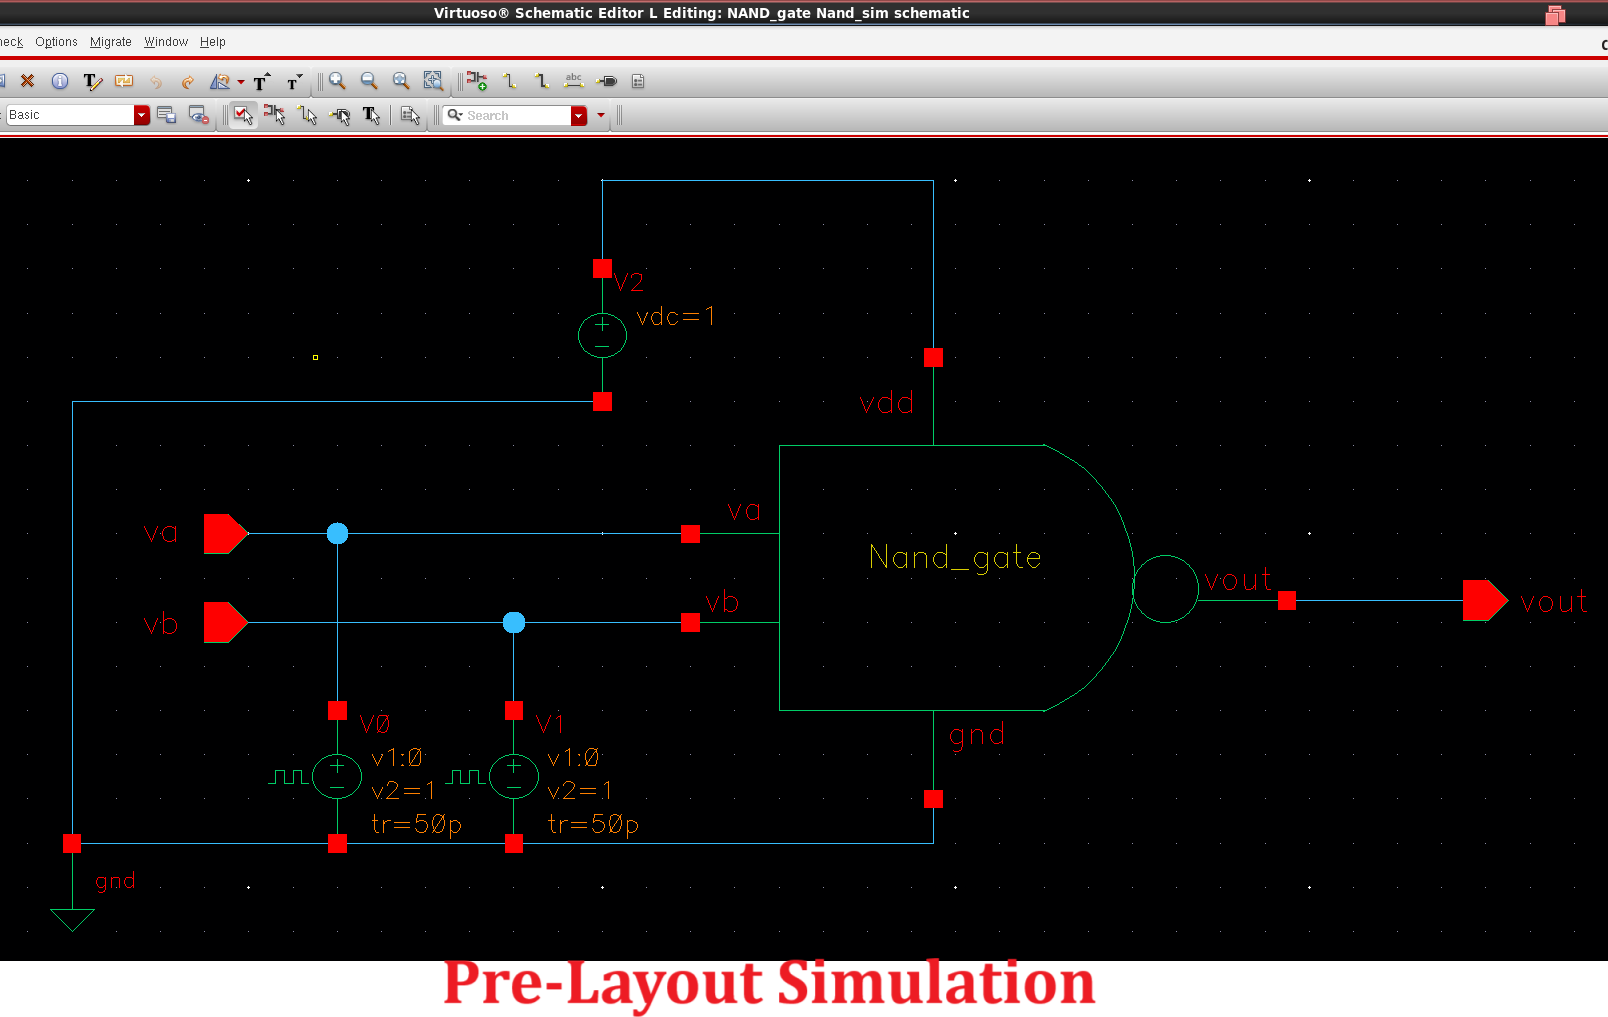 Virtuoso® Schematic Editor L Editing: NAND_gate Nand_sim schematic
heck Options Migrate Window Help
Basic
Search
abc
V2
vdc=1
vdd
va
va
Nand_gate
vb
vb
vout
vout
gnd
V0
v1:0
v2=1
tr=50p
V1
v1:0
v2=1
tr=50p
gnd
Pre-Layout Simulation